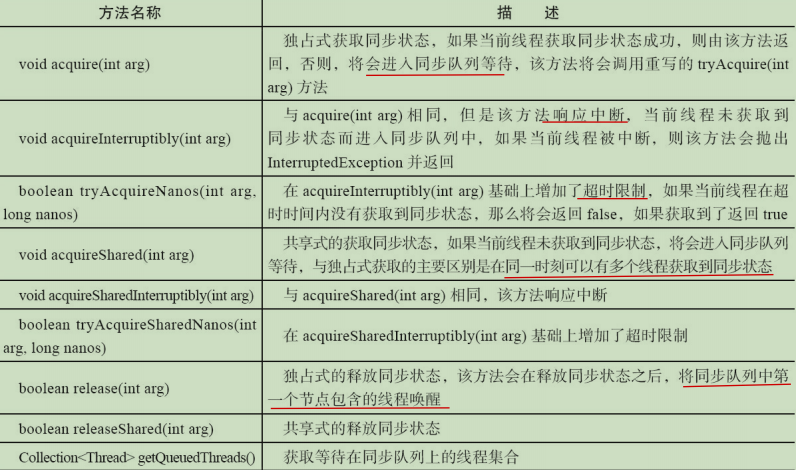 方法名称
描 述
void acquire(int arg)
独占式获取同步状态，如果当前线程获取同步状态成功，则由该方法返
回，否则，将会进入同步队列等待，该方法将会调用重写的 tryAcquire(int
arg) 方法
void acquireInterruptibly(int arg)
与 acquire(int arg) 相同，但是该方法响应中断，当前线程未获取到
同步状态而进入同步队列中，如果当前线程被中断，则该方法会抛出
InterruptedException 并返回
boolean tryAcquireNanos(int arg,
long nanos)
在 acquireInterruptibly(int arg) 基础上增加了超时限制，如果当前线程在超
时时间内没有获取到同步状态，那么将会返回 false，如果获取到了返回 true
void acquireShared(int arg)
共享式的获取同步状态，如果当前线程未获取到同步状态，将会进入同步队列
等待，与独占式获取的主要区别是在同一时刻可以有多个线程获取到同步状态
void acquireSharedInterruptibly(int arg)
与 acquireShared(int arg) 相同，该方法响应中断
boolean tryAcquireSharedNanos(int
arg, long nanos)
在 acquireSharedInterruptibly(int arg) 基础上增加了超时限制
boolean release(int arg)
独占式的释放同步状态，该方法会在释放同步状态之后，将同步队列中第
一个节点包含的线程唤醒
boolean releaseShared(int arg)
共享式的释放同步状态
Collection<Thread> getQueuedThreads()
获取等待在同步队列上的线程集合